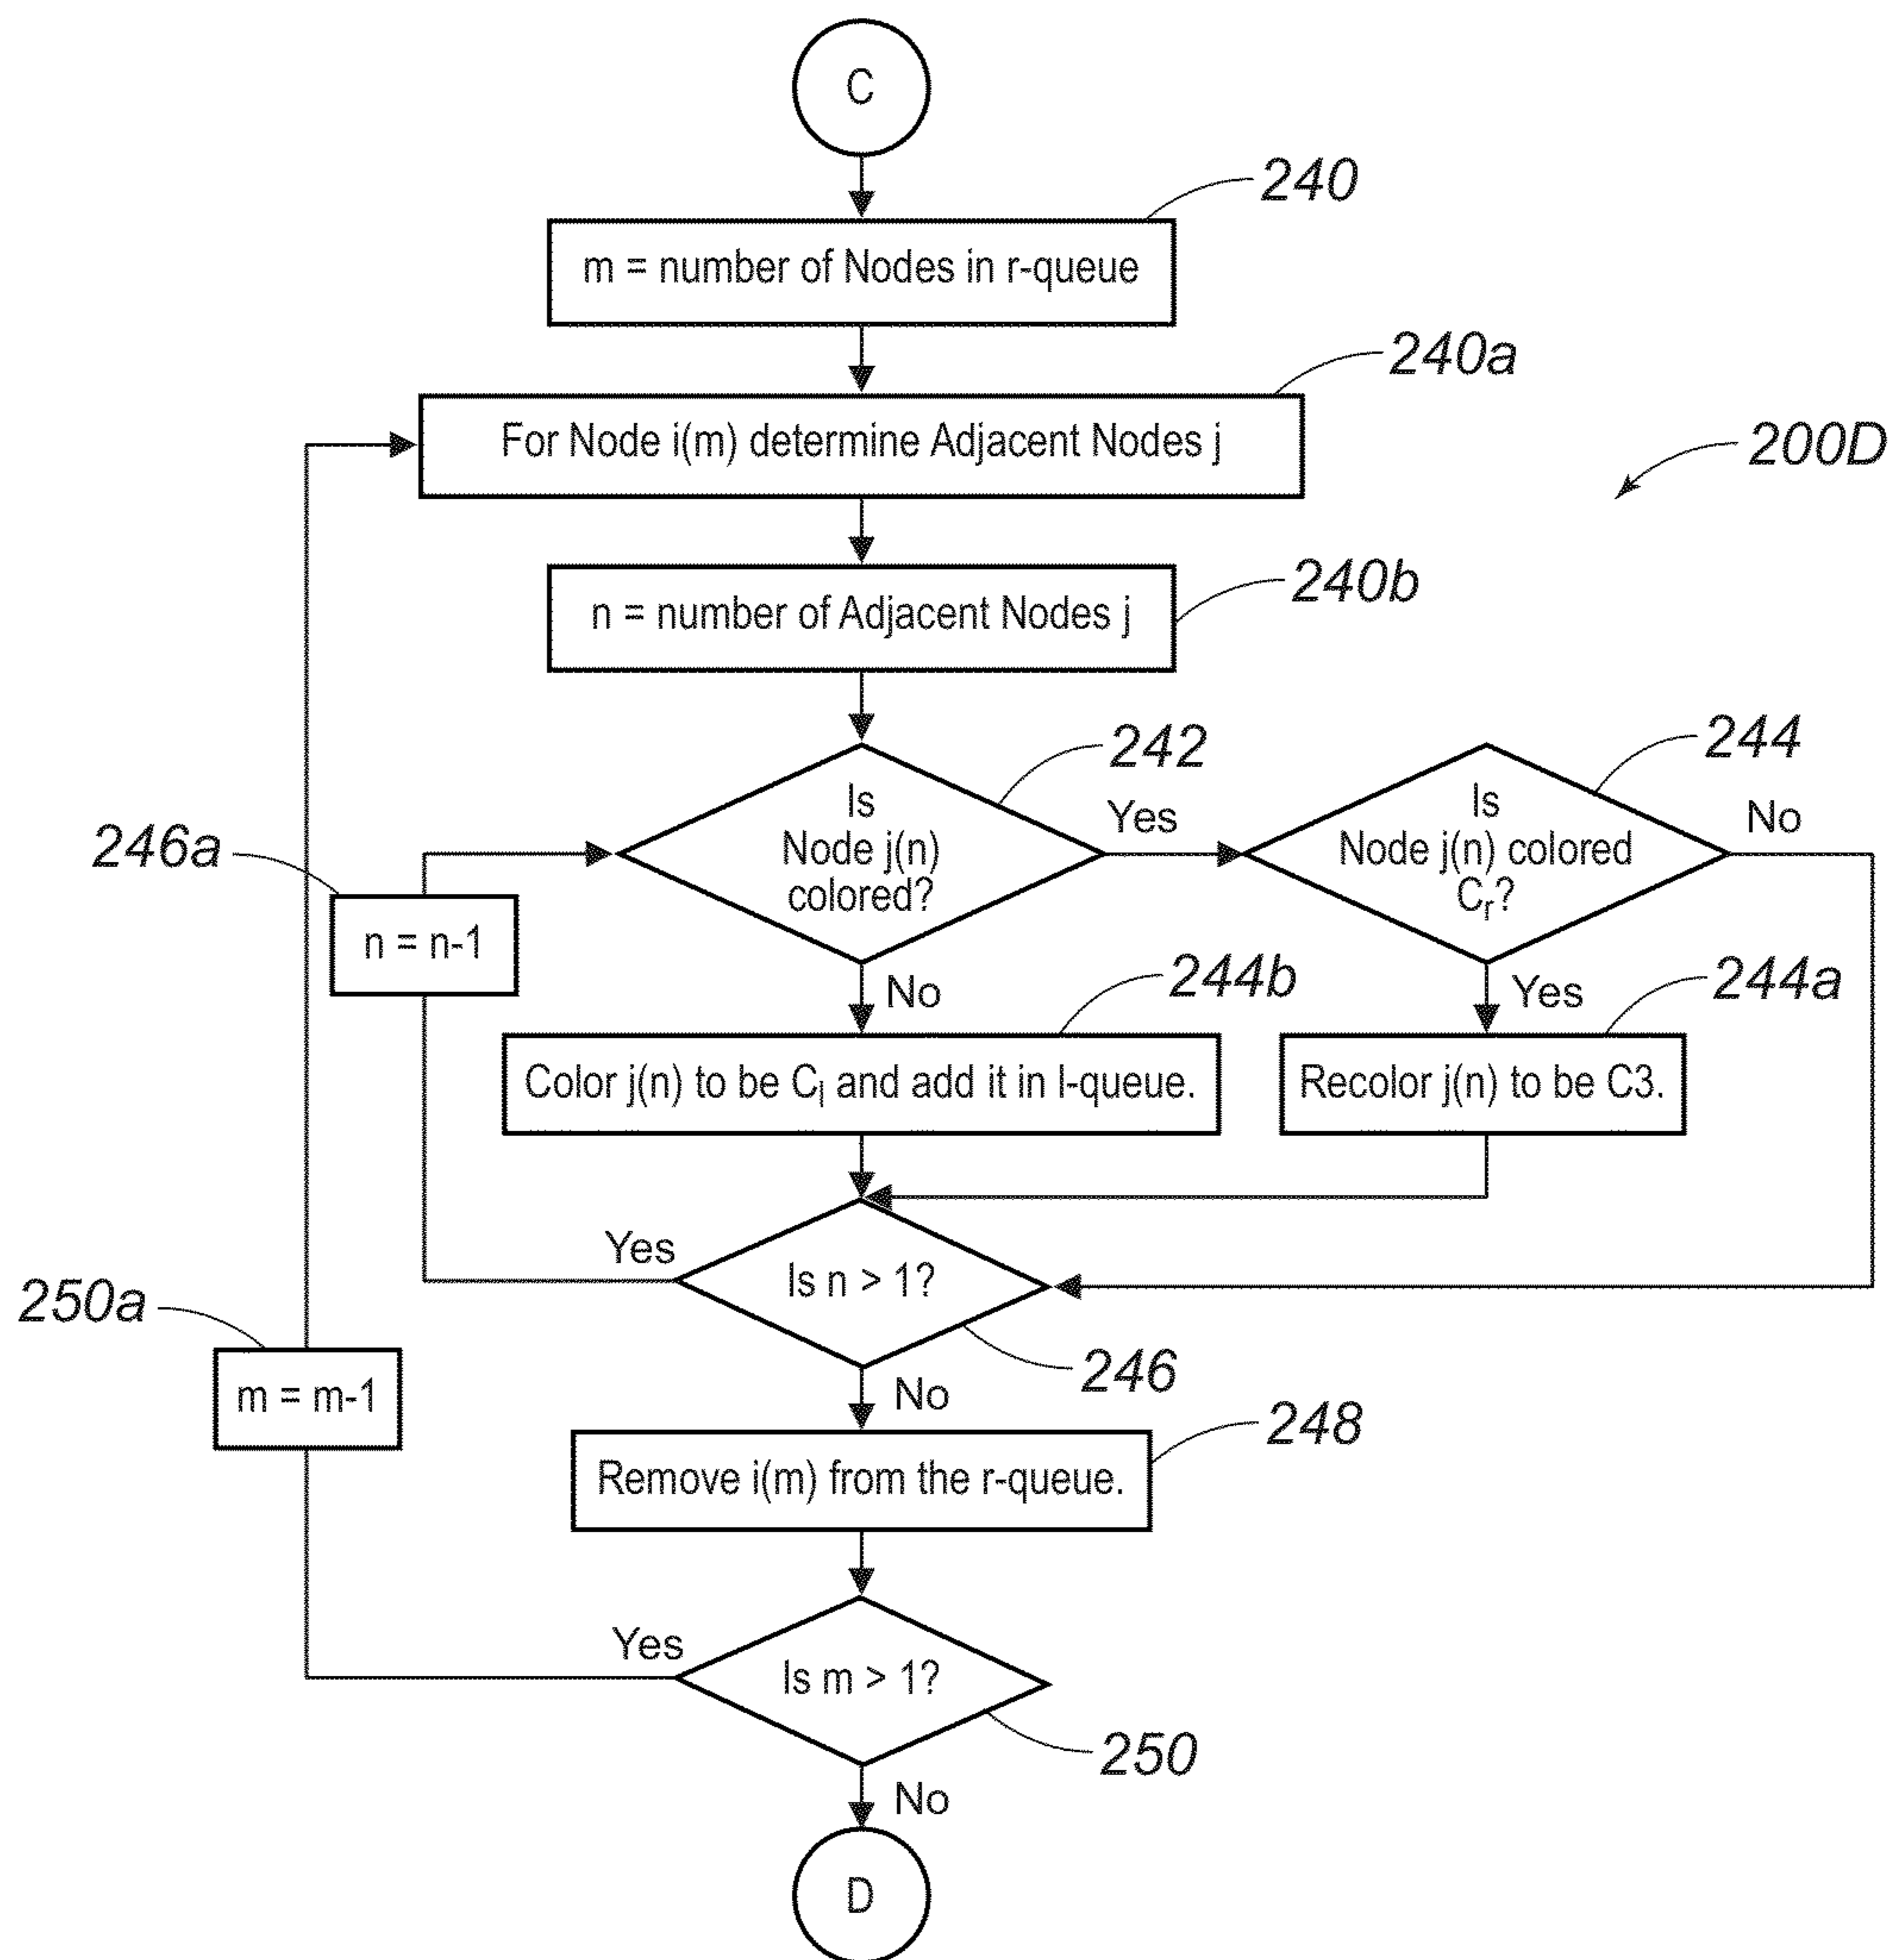 C
240
m = number of Nodes in r-queue
240a
For Node i(m) determine Adjacent Nodes j
200D
240b
n = number of Adjacent Nodes j
242
244
Is
Node j(n)
colored?
Yes
Is
Node j(n) colored
Cr?
No
246a
n = n-1
No
244b
Yes
244a
Color j(n) to be Cl and add it in l-queue.
Recolor j(n) to be C3.
Yes
Is n > 1?
250a
246
m = m-1
No
248
Remove i(m) from the r-queue.
Yes
Is m > 1?
250
No
D